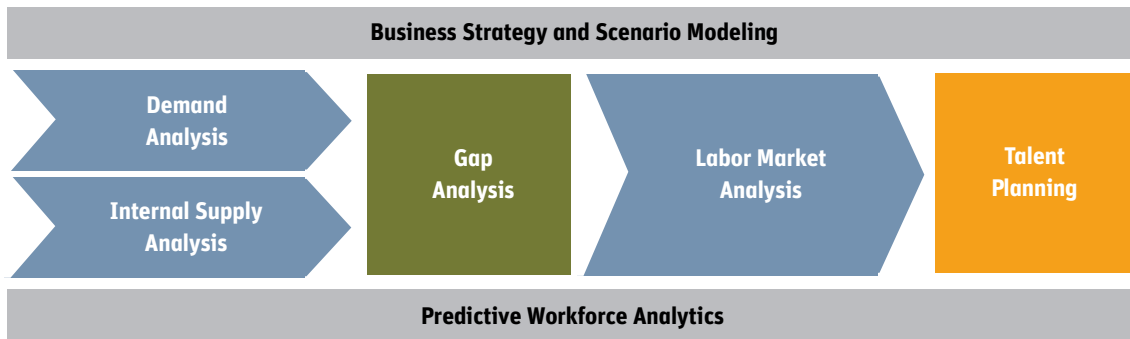 Business Strategy and Scenario Modeling
Demand
Analysis
Internal Supply
Analysis
Gap
Analysis
Labor Market
Analysis
Talent
Planning
Predictive Workforce Analytics